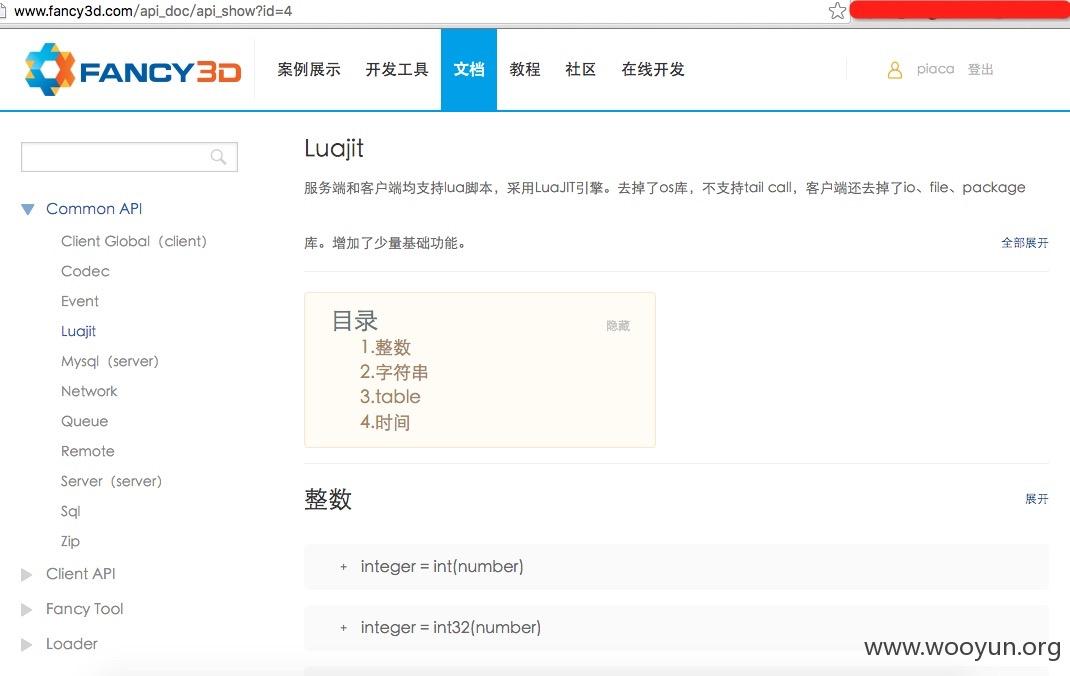 www.fancy3d.com/api_doc/api_show?id=4
FANCY3D 案例展示 开发工具 文档 教程 社区 在线开发 piaca 登出
Common API
Client Global（client）
Codec
Event
Luajit
Mysql（server）
Network
Queue
Remote
Server（server）
Sql
Zip
Client API
Fancy Tool
Loader
Luajit
服务端和客户端均支持lua脚本，采用LuaJIT引擎。去掉了os库，不支持tail call，客户端还去掉了io、file、package
库。增加了少量基础功能。 全部展开
目录 隐藏
1.整数
2.字符串
3.table
4.时间
整数 展开
+ integer = int(number)
+ integer = int32(number)
www.wooyun.org